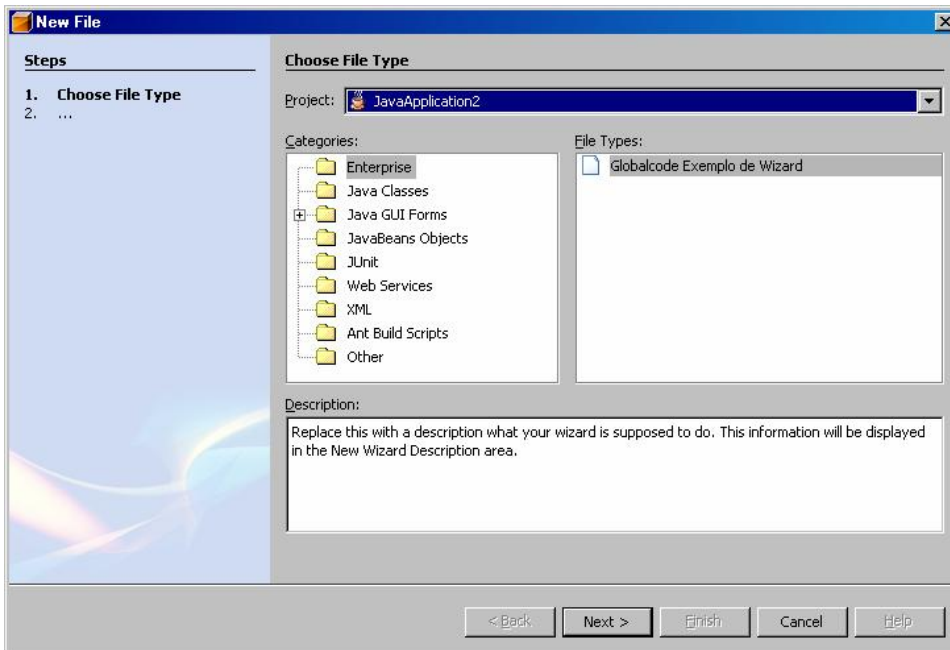 New File
Steps
1. Choose File Type
2. ...
Choose File Type
Project: JavaApplication2
Categories:
Enterprise
Java Classes
Java GUI Forms
JavaBeans Objects
JUnit
Web Services
XML
Ant Build Scripts
Other
File Types:
Globalcode Exemplo de Wizard
Description:
Replace this with a description what your wizard is supposed to do. This information will be displayed
in the New Wizard Description area.
< Back Next > Finish Cancel Help